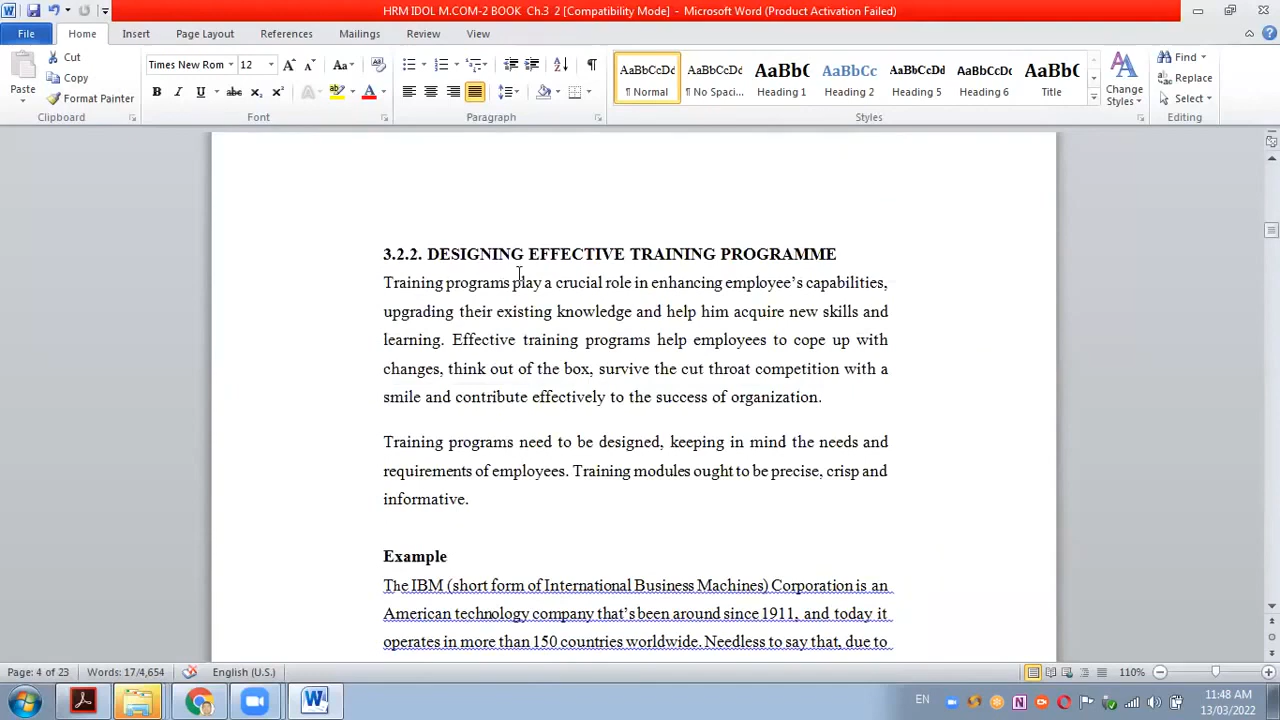 HRM IDOL M.COM-2 BOOK Ch.3 2 [Compatibility Mode] - Microsoft Word (Product Activation Failed)
File Home Insert Page Layout References Mailings Review View
Cut
Copy
Format Painter
Paste
Clipboard
Times New Rom 12
Font
Paragraph
AaBbCcDd AaBbCcDd AaBbC AaBbCc AaBbCcDd AaBbCcDd AaBb(
¶ Normal ¶ No Spaci... Heading 1 Heading 2 Heading 5 Heading 6 Title
Change
Styles
Styles
Find
Replace
Select
Editing
3.2.2. DESIGNING EFFECTIVE TRAINING PROGRAMME
Training programs play a crucial role in enhancing employee's capabilities,
upgrading their existing knowledge and help him acquire new skills and
learning. Effective training programs help employees to cope up with
changes, think out of the box, survive the cut throat competition with a
smile and contribute effectively to the success of organization.
Training programs need to be designed, keeping in mind the needs and
requirements of employees. Training modules ought to be precise, crisp and
informative.
Example
The IBM (short form of International Business Machines) Corporation is an
American technology company that's been around since 1911, and today it
operates in more than 150 countries worldwide. Needless to say that, due to
Page: 4 of 23 Words: 17/4,654 English (U.S.) 110%
EN 11:48 AM
13/03/2022